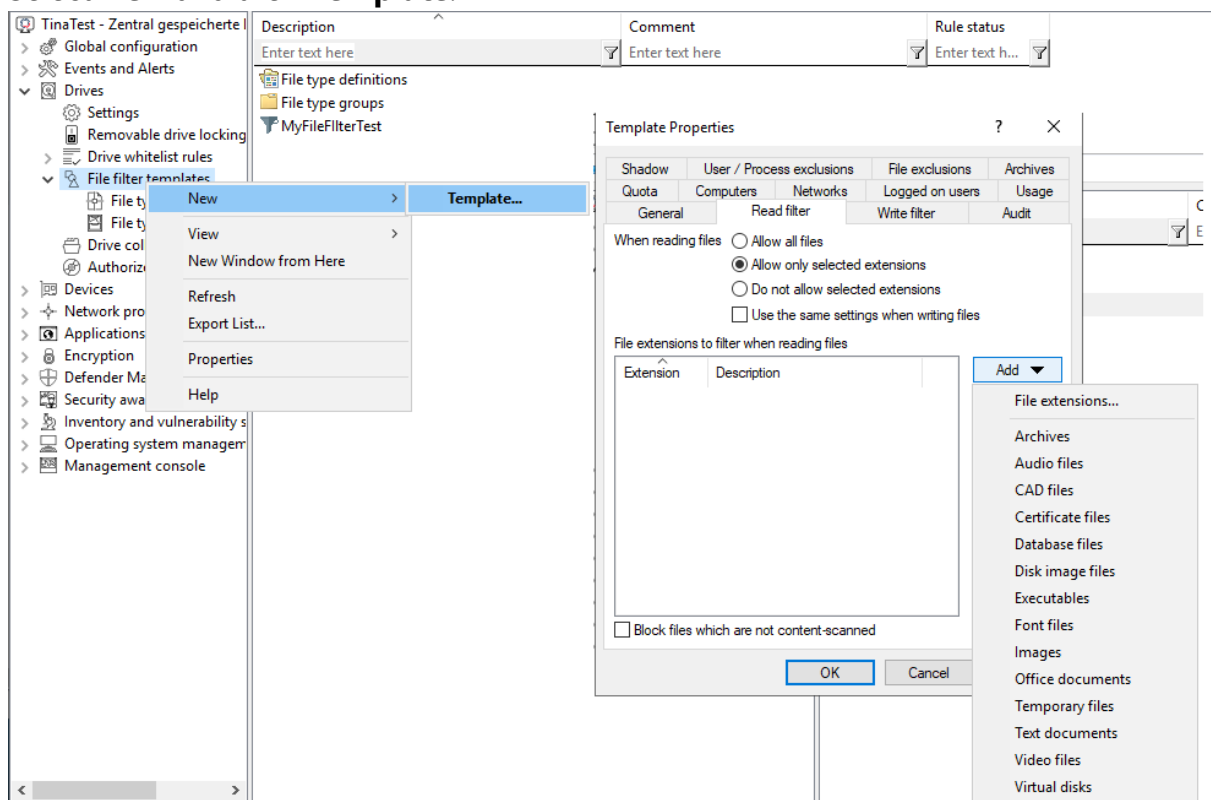 TinaTest - Zentral gespeicherte
Global configuration
Events and Alerts
Drives
Settings
Removable drive locking
Drive whitelist rules
File filter templates
File ty
File ty
Drive col
Authoriz
Devices
Network pro
Applications
Encryption
Defender Ma
Security awa
Inventory and vulnerability s
Operating system managem
Management console
Description
Comment
Rule status
Enter text here
Enter text here
Enter text h...
File type definitions
File type groups
MyFileFIlterTest
New
View
New Window from Here
Refresh
Export List...
Properties
Help
Template...
Template Properties
? X
Shadow
User / Process exclusions
File exclusions
Archives
Quota
Computers
Networks
Logged on users
Usage
General
Read filter
Write filter
Audit
When reading files
Allow all files
Allow only selected extensions
Do not allow selected extensions
Use the same settings when writing files
File extensions to filter when reading files
Extension
Description
Add
Block files which are not content-scanned
OK
Cancel
File extensions...
Archives
Audio files
CAD files
Certificate files
Database files
Disk image files
Executables
Font files
Images
Office documents
Temporary files
Text documents
Video files
Virtual disks